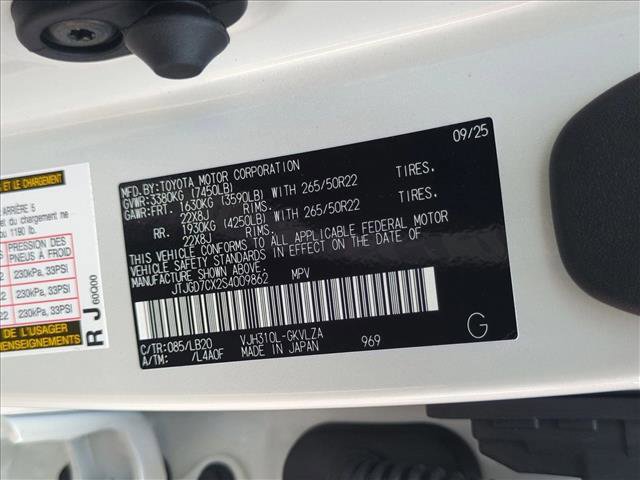 09/25
MFD.BY:TOYOTA MOTOR CORPORATION
GVWR:3380KG (7450LB)
GAWR:FRT. 1630KG (3590LB) WITH 265/50R22 TIRES.
22X8J RIMS.
RR. 1930KG (4250LB) WITH 265/50R22 TIRES.
22X8J RIMS.
THIS VEHICLE CONFORMS TO ALL APPLICABLE FEDERAL MOTOR
VEHICLE SAFETY STANDARDS IN EFFECT ON THE DATE OF
MANUFACTURE SHOWN ABOVE.
JTJGD7CX2S4009862 MPV
C/TR:085/LB20 VJH310L-GKVLZA
A/TM: /L4A0F MADE IN JAPAN 969
G
S ET LE CHARGEMENT
ARRIÈRE 5
du chargement ne
1190 lb.
PRESSION DES
PNEUS À FROID
230kPa, 33PSI
230kPa, 33PSI
230kPa, 33PSI
DE L'USAGER
RENSEIGNEMENTS
R J 60Q00